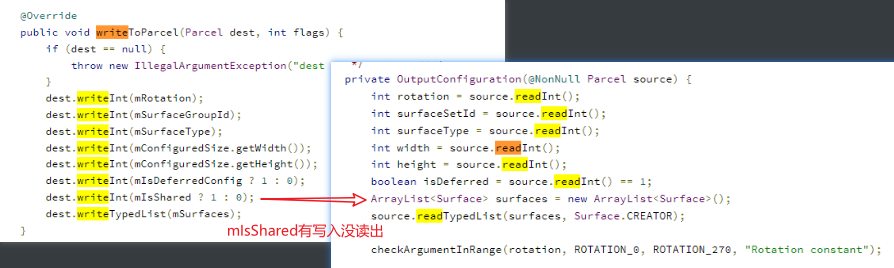 @Override
public void writeToParcel(Parcel dest, int flags) {
if (dest == null) {
throw new IllegalArgumentException("dest
}
dest.writeInt(mRotation);
dest.writeInt(mSurfaceGroupId);
dest.writeInt(mSurfaceType);
dest.writeInt(mConfiguredSize.getWidth());
dest.writeInt(mConfiguredSize.getHeight());
dest.writeInt(mIsDeferredConfig ? 1 : 0);
dest.writeInt(mIsShared ? 1 : 0);
dest.writeTypedList(mSurfaces);
}
*/
private OutputConfiguration(@NonNull Parcel source) {
int rotation = source.readInt();
int surfaceSetId = source.readInt();
int surfaceType = source.readInt();
int width = source.readInt();
int height = source.readInt();
boolean isDeferred = source.readInt() == 1;
ArrayList<Surface> surfaces = new ArrayList<Surface>();
source.readTypedList(surfaces, Surface.CREATOR);
checkArgumentInRange(rotation, ROTATION_0, ROTATION_270, "Rotation constant");
mIsShared有写入没读出